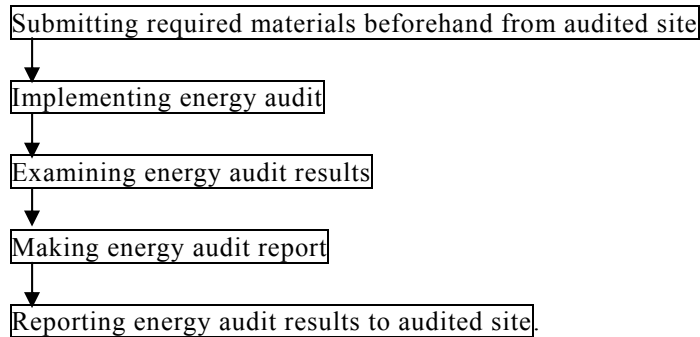 Submitting required materials beforehand from audited site
Implementing energy audit
Examining energy audit results
Making energy audit report
Reporting energy audit results to audited site.